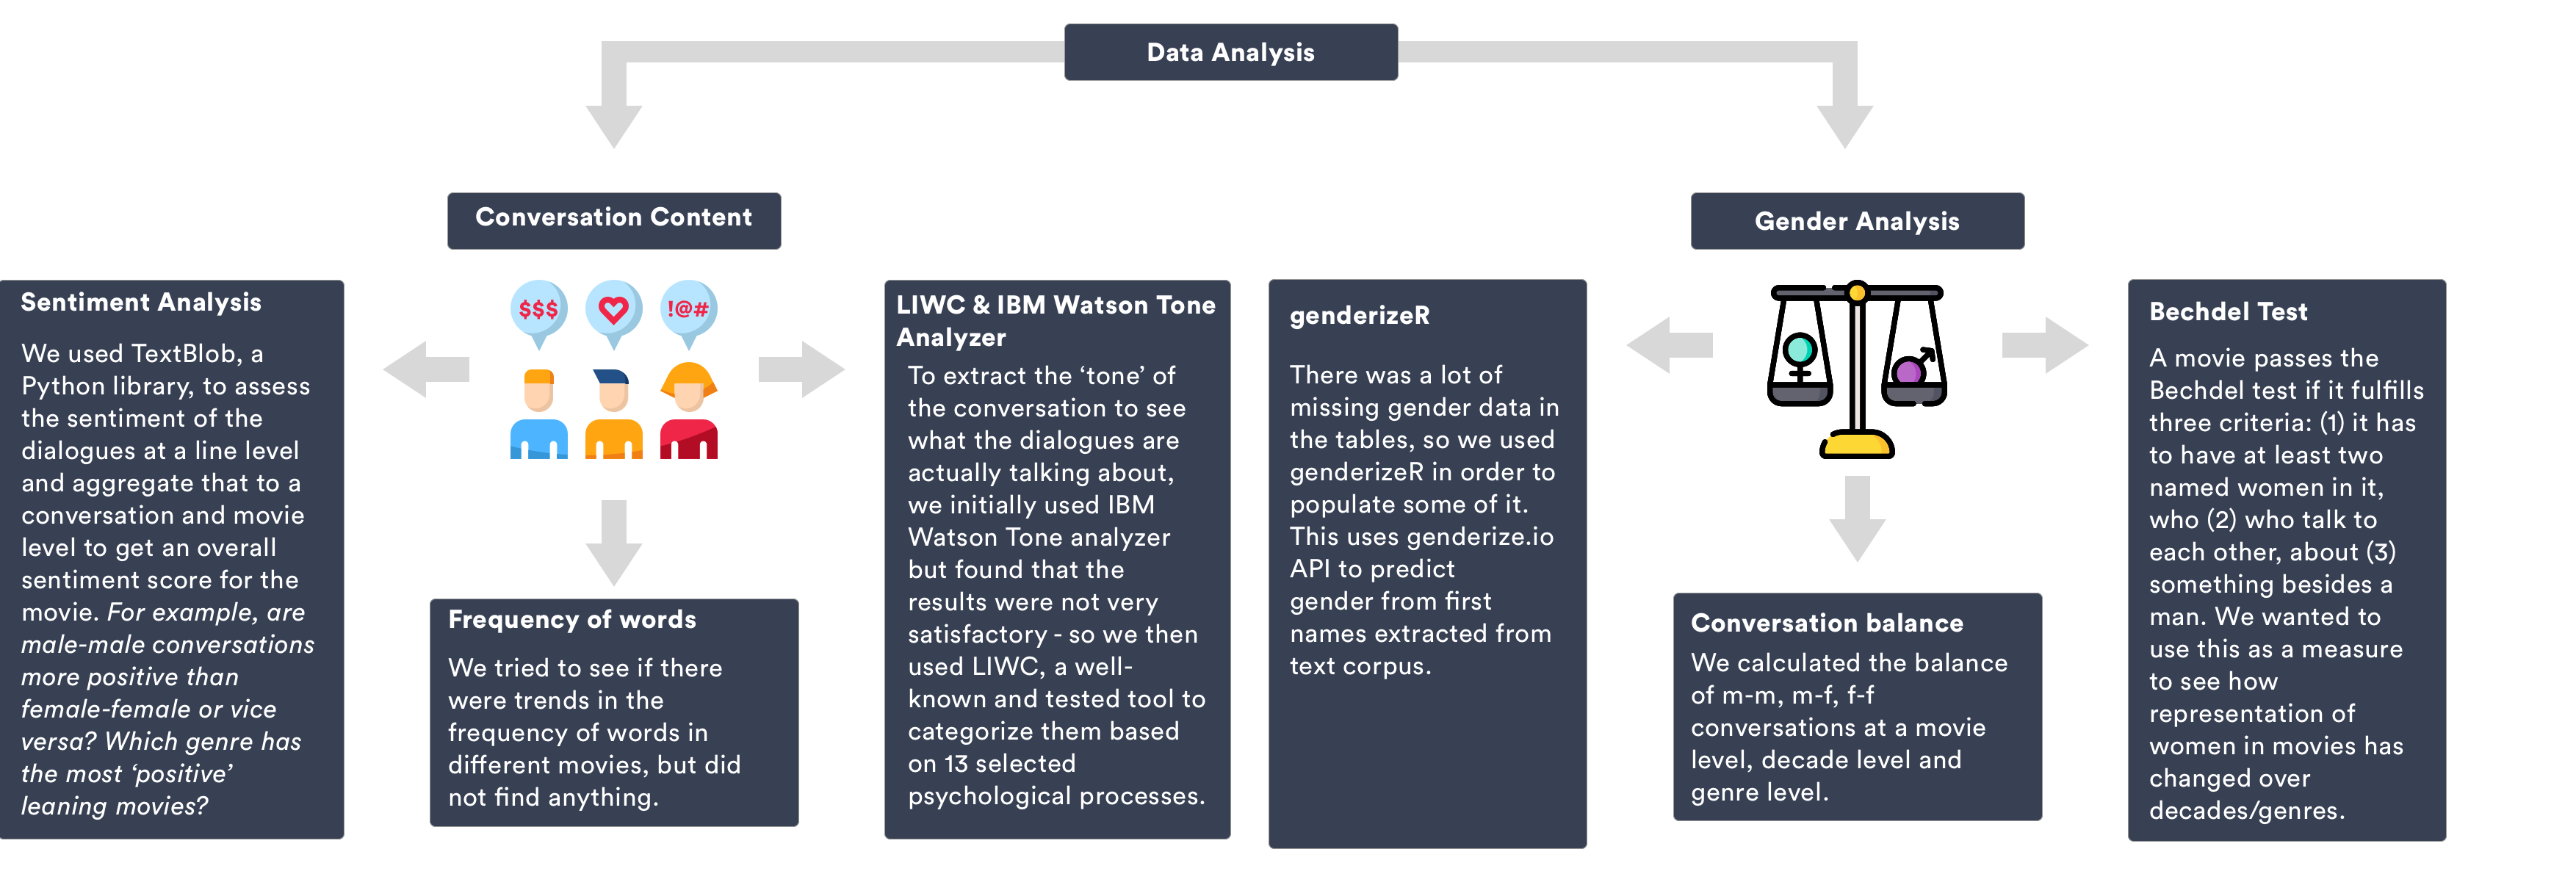 Data Analysis
Conversation Content
Gender Analysis
Sentiment Analysis
We used TextBlob, a
Python library, to assess
the sentiment of the
dialogues at a line level
and aggregate that to a
conversation and movie
level to get an overall
sentiment score for the
movie. For example, are
male-male conversations
more positive than
female-female or vice
versa? Which genre has
the most ‘positive’
leaning movies?
$$$
!@#
Frequency of words
We tried to see if there
were trends in the
frequency of words in
different movies, but did
not find anything.
LIWC & IBM Watson Tone
Analyzer
To extract the ‘tone’ of
the conversation to see
what the dialogues are
actually talking about,
we initially used IBM
Watson Tone analyzer
but found that the
results were not very
satisfactory - so we then
used LIWC, a well-
known and tested tool to
categorize them based
on 13 selected
psychological processes.
genderizeR
There was a lot of
missing gender data in
the tables, so we used
genderizeR in order to
populate some of it.
This uses genderize.io
API to predict
gender from first
names extracted from
text corpus.
Conversation balance
We calculated the balance
of m-m, m-f, f-f
conversations at a movie
level, decade level and
genre level.
Bechdel Test
A movie passes the
Bechdel test if it fulfills
three criteria: (1) it has
to have at least two
named women in it,
who (2) who talk to
each other, about (3)
something besides a
man. We wanted to
use this as a measure
to see how
representation of
women in movies has
changed over
decades/genres.